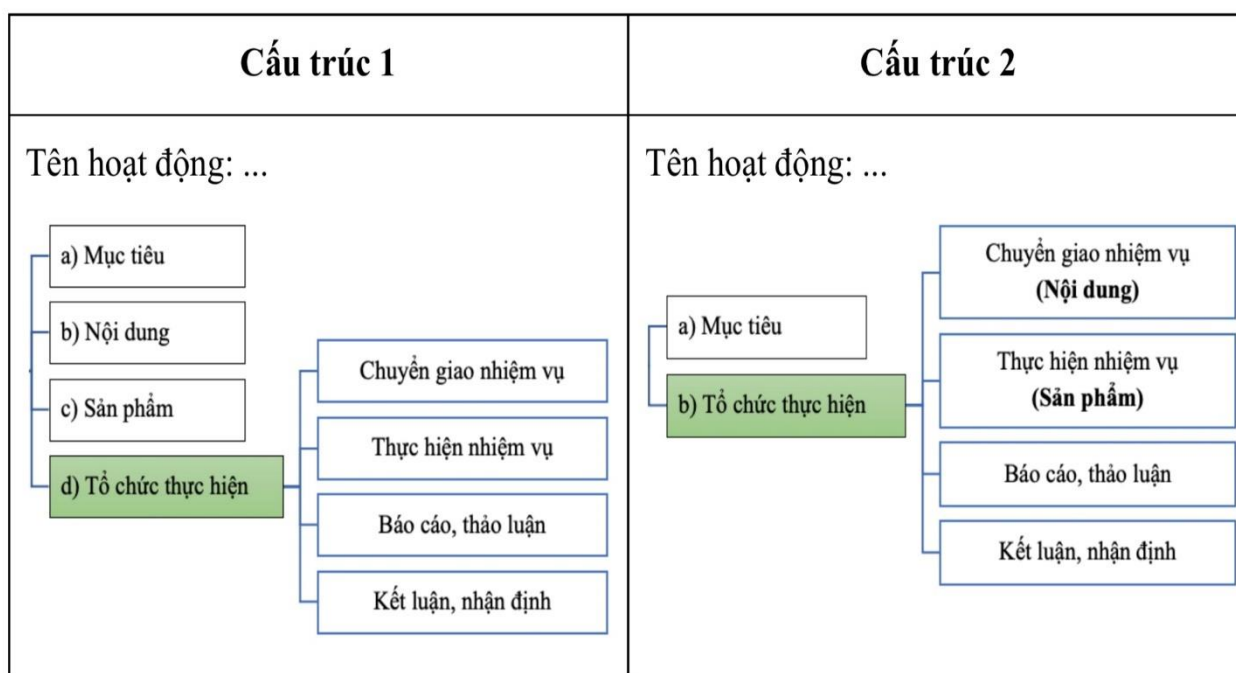 Cấu trúc 1
Tên hoạt động: ...
a) Mục tiêu
b) Nội dung
c) Sản phẩm
d) Tổ chức thực hiện
Chuyển giao nhiệm vụ
Thực hiện nhiệm vụ
Báo cáo, thảo luận
Kết luận, nhận định
Cấu trúc 2
Tên hoạt động: ...
a) Mục tiêu
b) Tổ chức thực hiện
Chuyển giao nhiệm vụ
(Nội dung)
Thực hiện nhiệm vụ
(Sản phẩm)
Báo cáo, thảo luận
Kết luận, nhận định